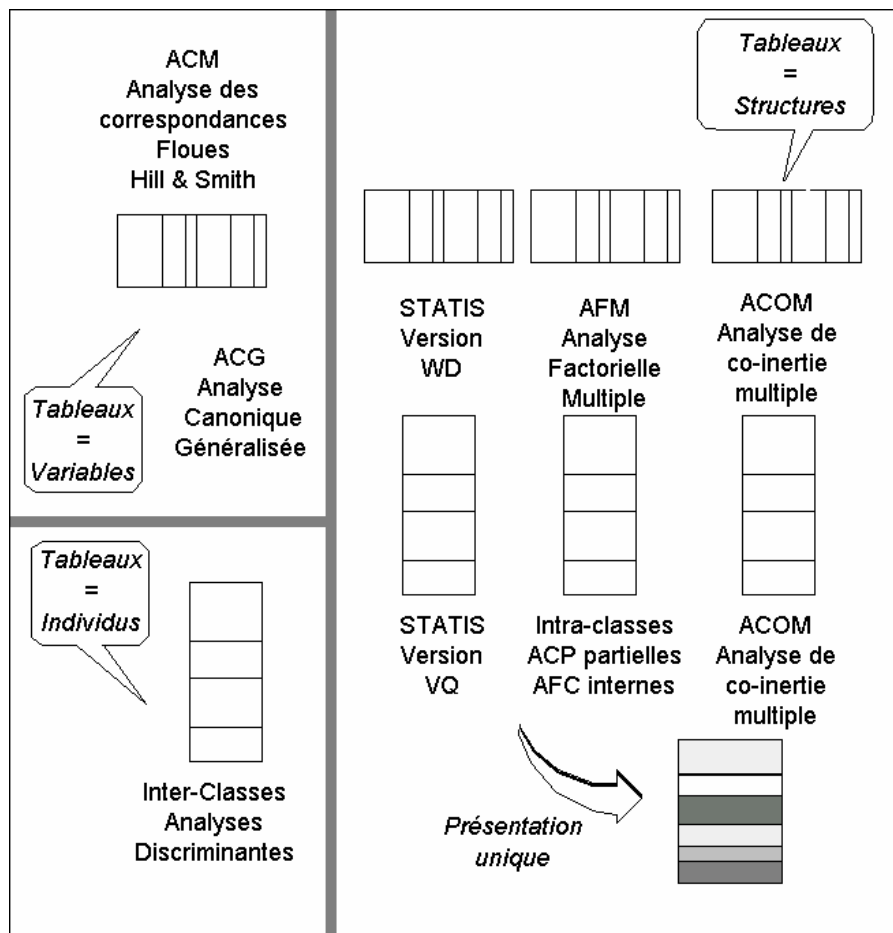 ACM
Analyse des
correspondances
Floues
Hill & Smith
ACG
Analyse
Canonique
Généralisée
Tableaux
=
Variables
Tableaux
=
Individus
Inter-Classes
Analyses
Discriminantes
Tableaux
=
Structures
STATIS
Version
WD
AFM
Analyse
Factorielle
Multiple
ACOM
Analyse de
co-inertie
multiple
STATIS
Version
VQ
Intra-classes
ACP partielles
AFC internes
ACOM
Analyse de
co-inertie
multiple
Présentation
unique